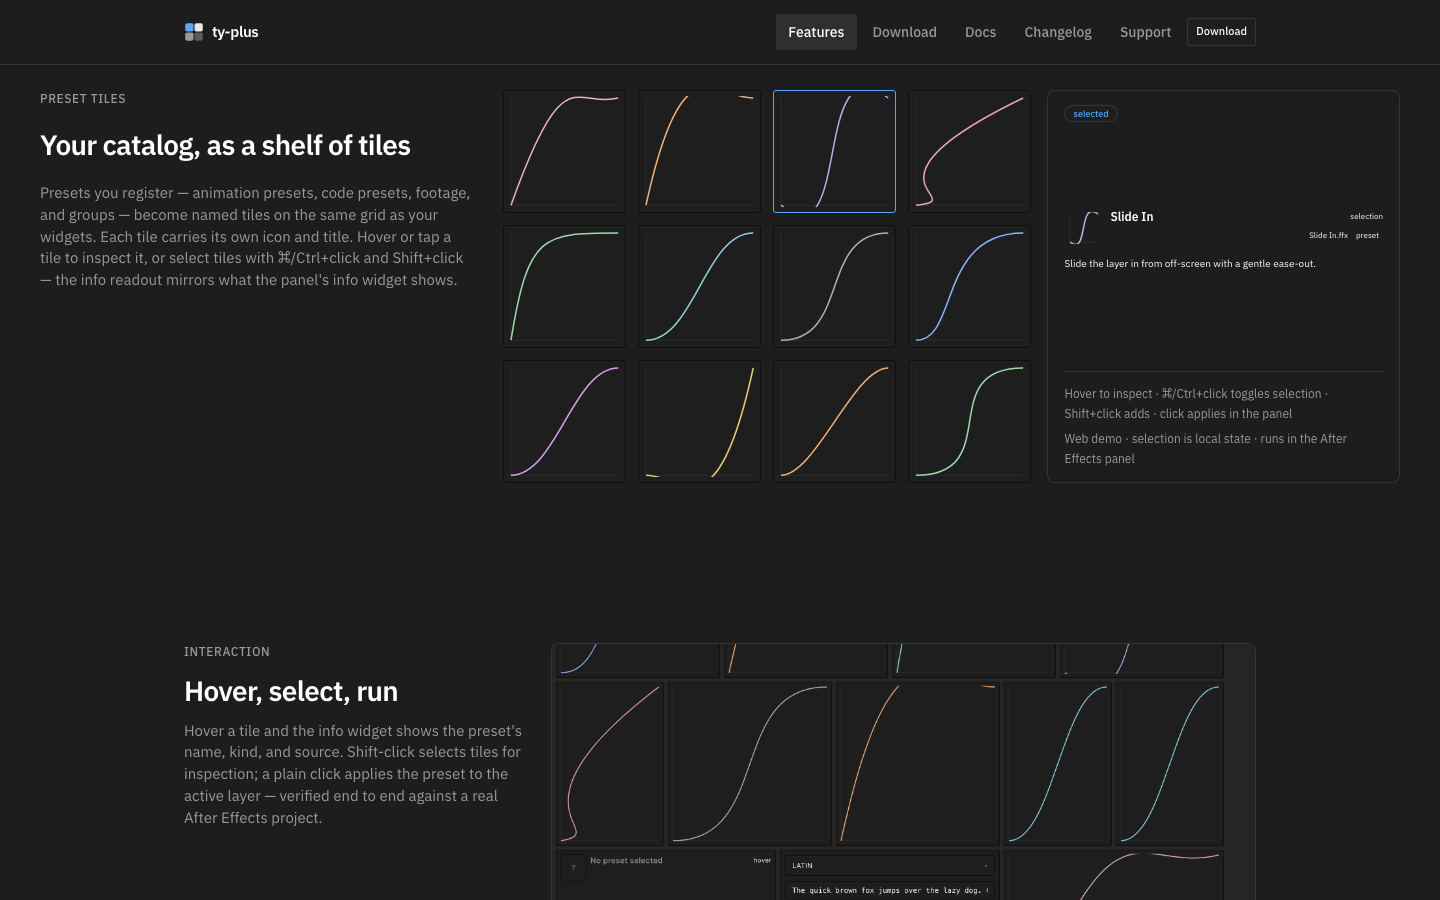 ty-plus
Features
Download
Docs
Changelog
Support
Download
PRESET TILES
Your catalog, as a shelf of tiles
Presets you register — animation presets, code presets, footage,
and groups — become named tiles on the same grid as your
widgets. Each tile carries its own icon and title. Hover or tap a
tile to inspect it, or select tiles with ⌘/Ctrl+click and Shift+click
— the info readout mirrors what the panel's info widget shows.
selected
Slide In
selection
Slide In.ffx preset
Slide the layer in from off-screen with a gentle ease-out.
Hover to inspect · ⌘/Ctrl+click toggles selection ·
Shift+click adds · click applies in the panel
Web demo · selection is local state · runs in the After
Effects panel
INTERACTION
Hover, select, run
Hover a tile and the info widget shows the preset's
name, kind, and source. Shift-click selects tiles for
inspection; a plain click applies the preset to the
active layer — verified end to end against a real
After Effects project.
?
No preset selected
hover
LATIN
The quick brown fox jumps over the lazy dog.